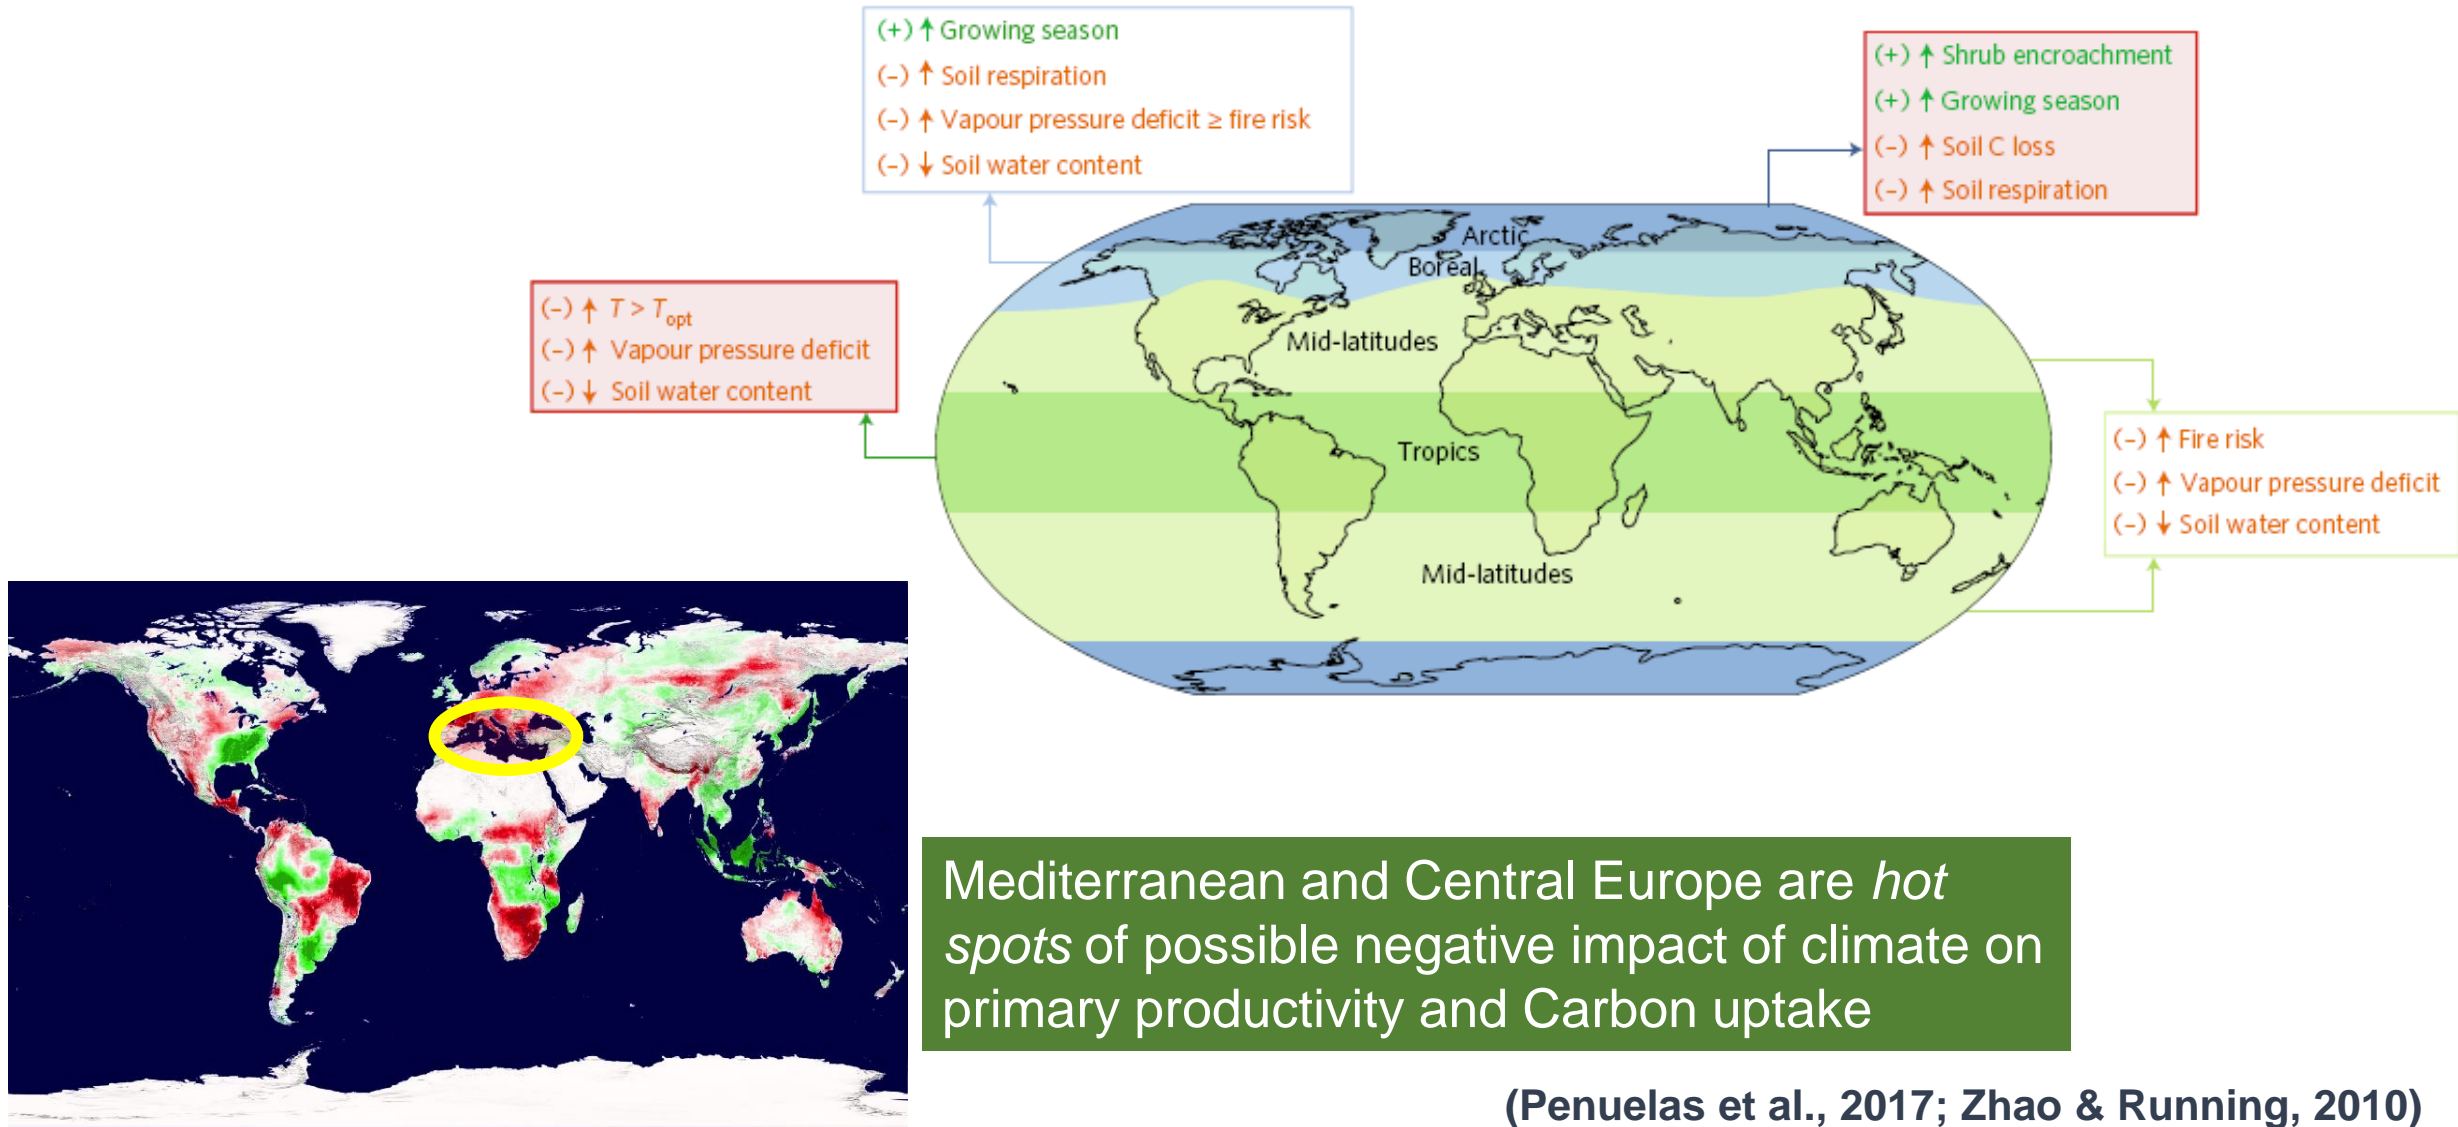 (+) ↑ Growing season
(–) ↑ Soil respiration
(–) ↑ Vapour pressure deficit ≥ fire risk
(–) ↓ Soil water content
(+) ↑ Shrub encroachment
(+) ↑ Growing season
(–) ↑ Soil C loss
(–) ↑ Soil respiration
(–) ↑ T > Topt
(–) ↑ Vapour pressure deficit
(–) ↓ Soil water content
Arctic
Boreal
Mid-latitudes
Tropics
Mid-latitudes
(–) ↑ Fire risk
(–) ↑ Vapour pressure deficit
(–) ↓ Soil water content
Mediterranean and Central Europe are hot
spots of possible negative impact of climate on
primary productivity and Carbon uptake
(Penuelas et al., 2017; Zhao & Running, 2010)